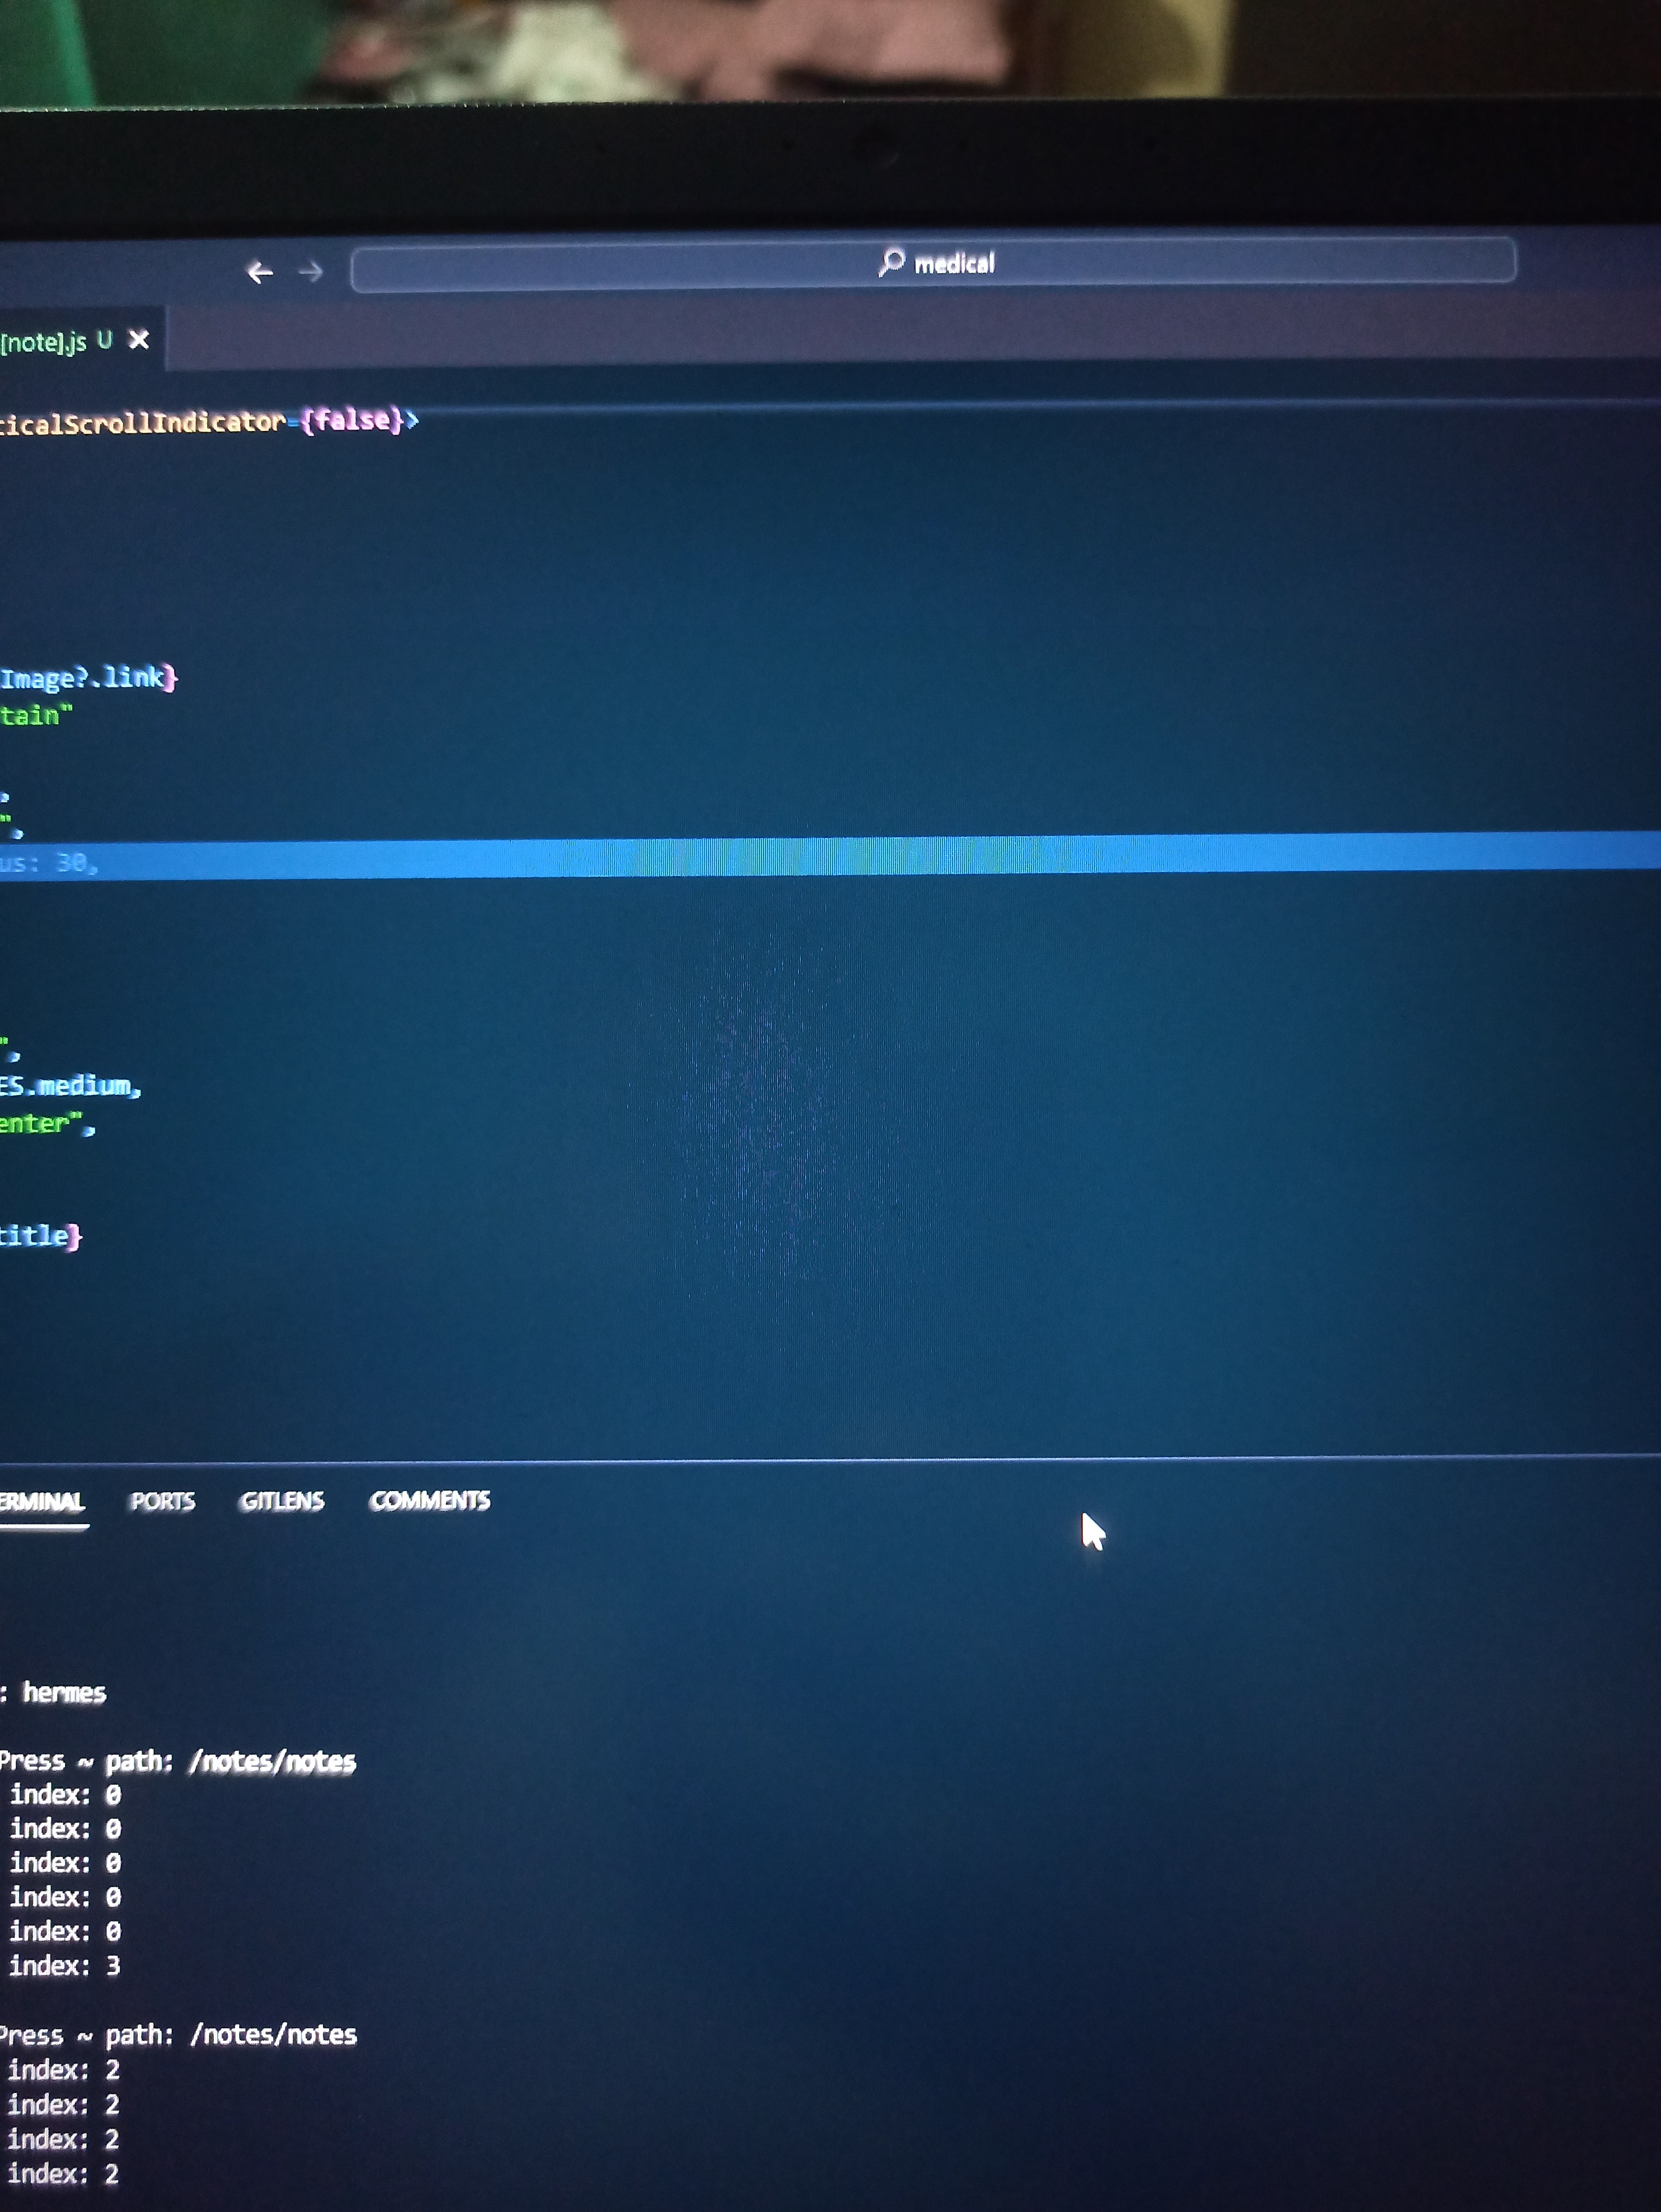 medical
[note].js U
ticalScrollIndicator={false}>
Image?.link}
tain"
,
",
us: 30,
",
ES.medium,
enter",
title}
ERMINAL PORTS GITLENS COMMENTS
: hermes
Press ~ path: /notes/notes
index: 0
index: 0
index: 0
index: 0
index: 0
index: 3
Press ~ path: /notes/notes
index: 2
index: 2
index: 2
index: 2